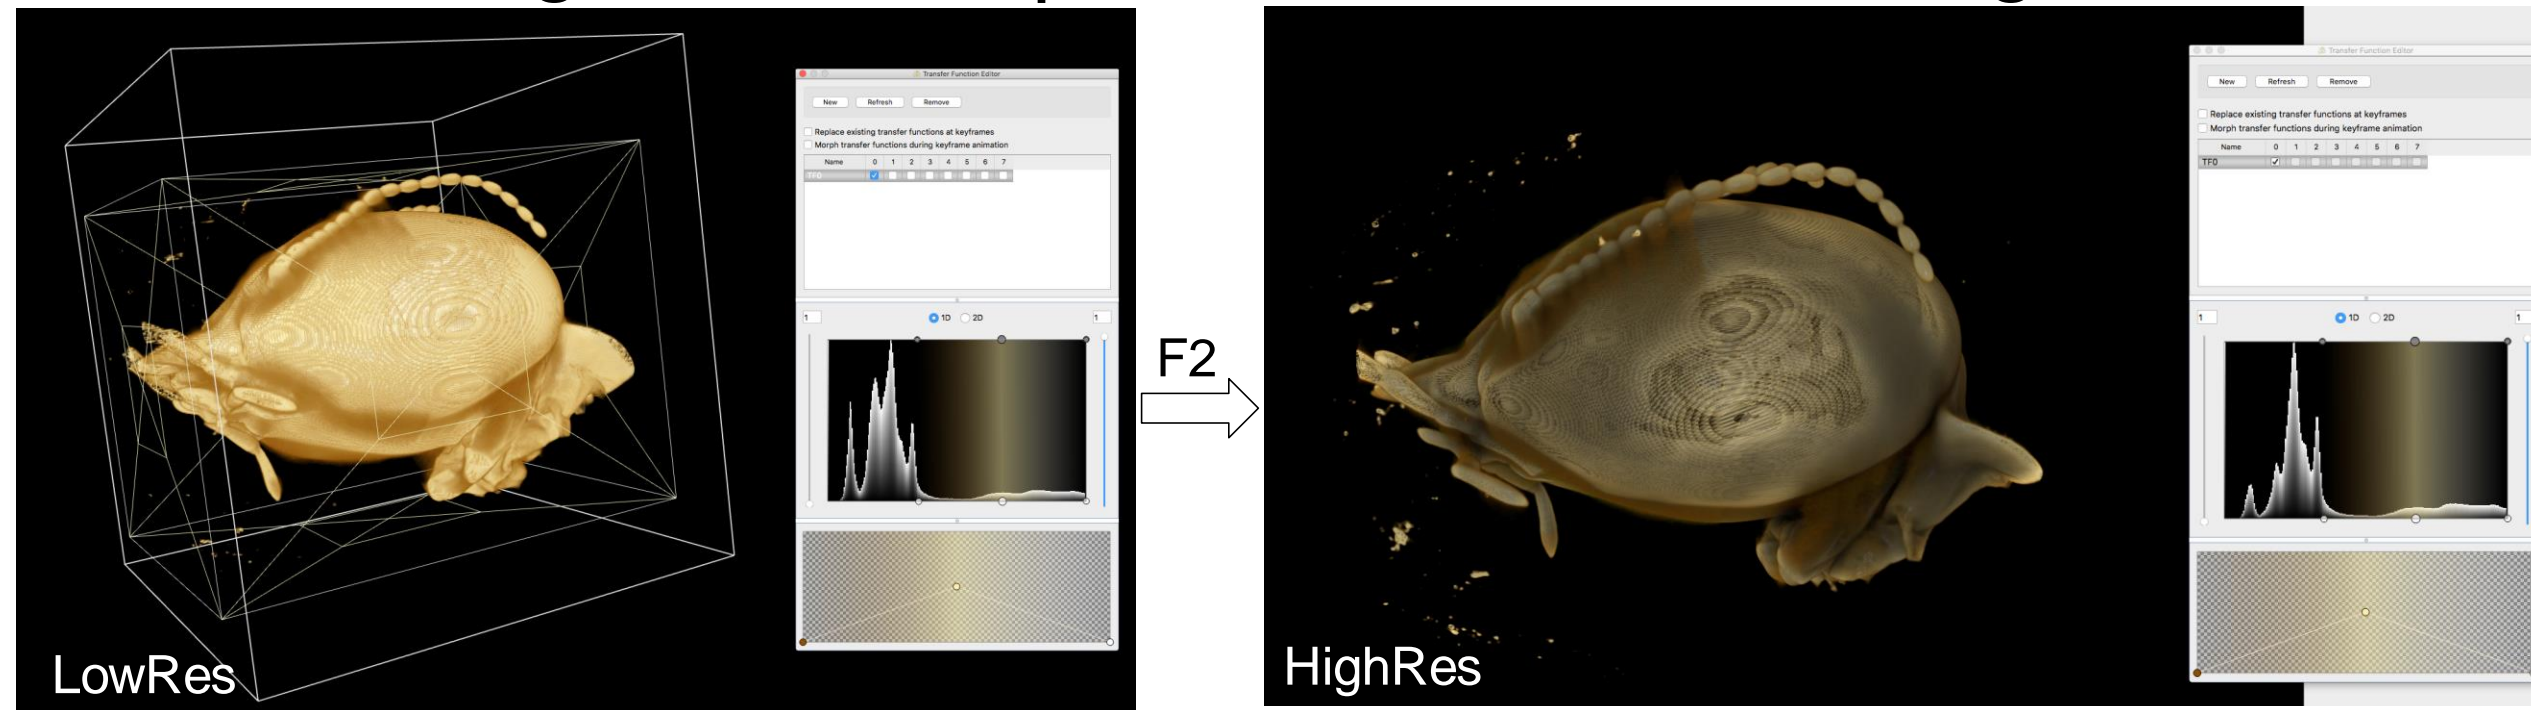 Transfer Function Editor
New Refresh Remove
Replace existing transfer functions at keyframes
Morph transfer functions during keyframe animation
Name 0 1 2 3 4 5 6 7
TF0
1 1D 2D 1
LowRes
F2
Transfer Function Editor
New Refresh Remove
Replace existing transfer functions at keyframes
Morph transfer functions during keyframe animation
Name 0 1 2 3 4 5 6 7
TF0
1 1D 2D 1
HighRes